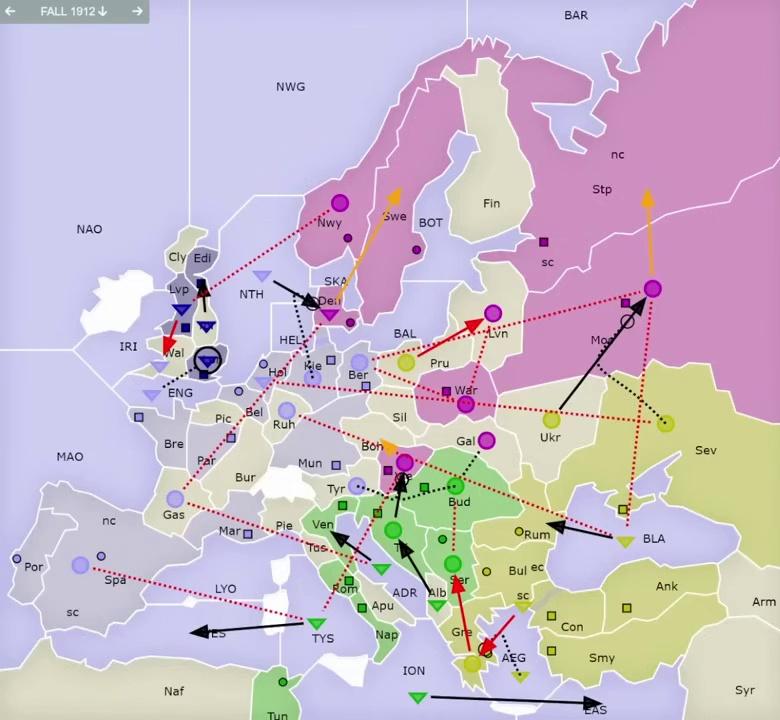 ← FALL 1912↓ →
BAR
NWG
nc
Stp
Swe
Fin
NAO
Nwy
BOT
Cly
Edi
sc
SKA
NTH
Den
Lvp
HEL
BAL
Lvn
IRI
Wal
Kie
Pru
Mos
Hol
Ber
ENG
War
Bel
Sil
Pic
Ruh
Ukr
Gal
Sev
Bre
Boh
Par
Mun
MAO
Bur
Tyr
Vie
Bud
nc
Gas
Ven
Rum
BLA
Mar
Pie
Tus
Por
Spa
Bul
ec
Ser
Ank
LYO
ADR
Alb
sc
Arm
Rom
Apu
Con
sc
Nap
Gre
TYS
AEG
Smy
ION
Naf
Syr
EAS
Tun